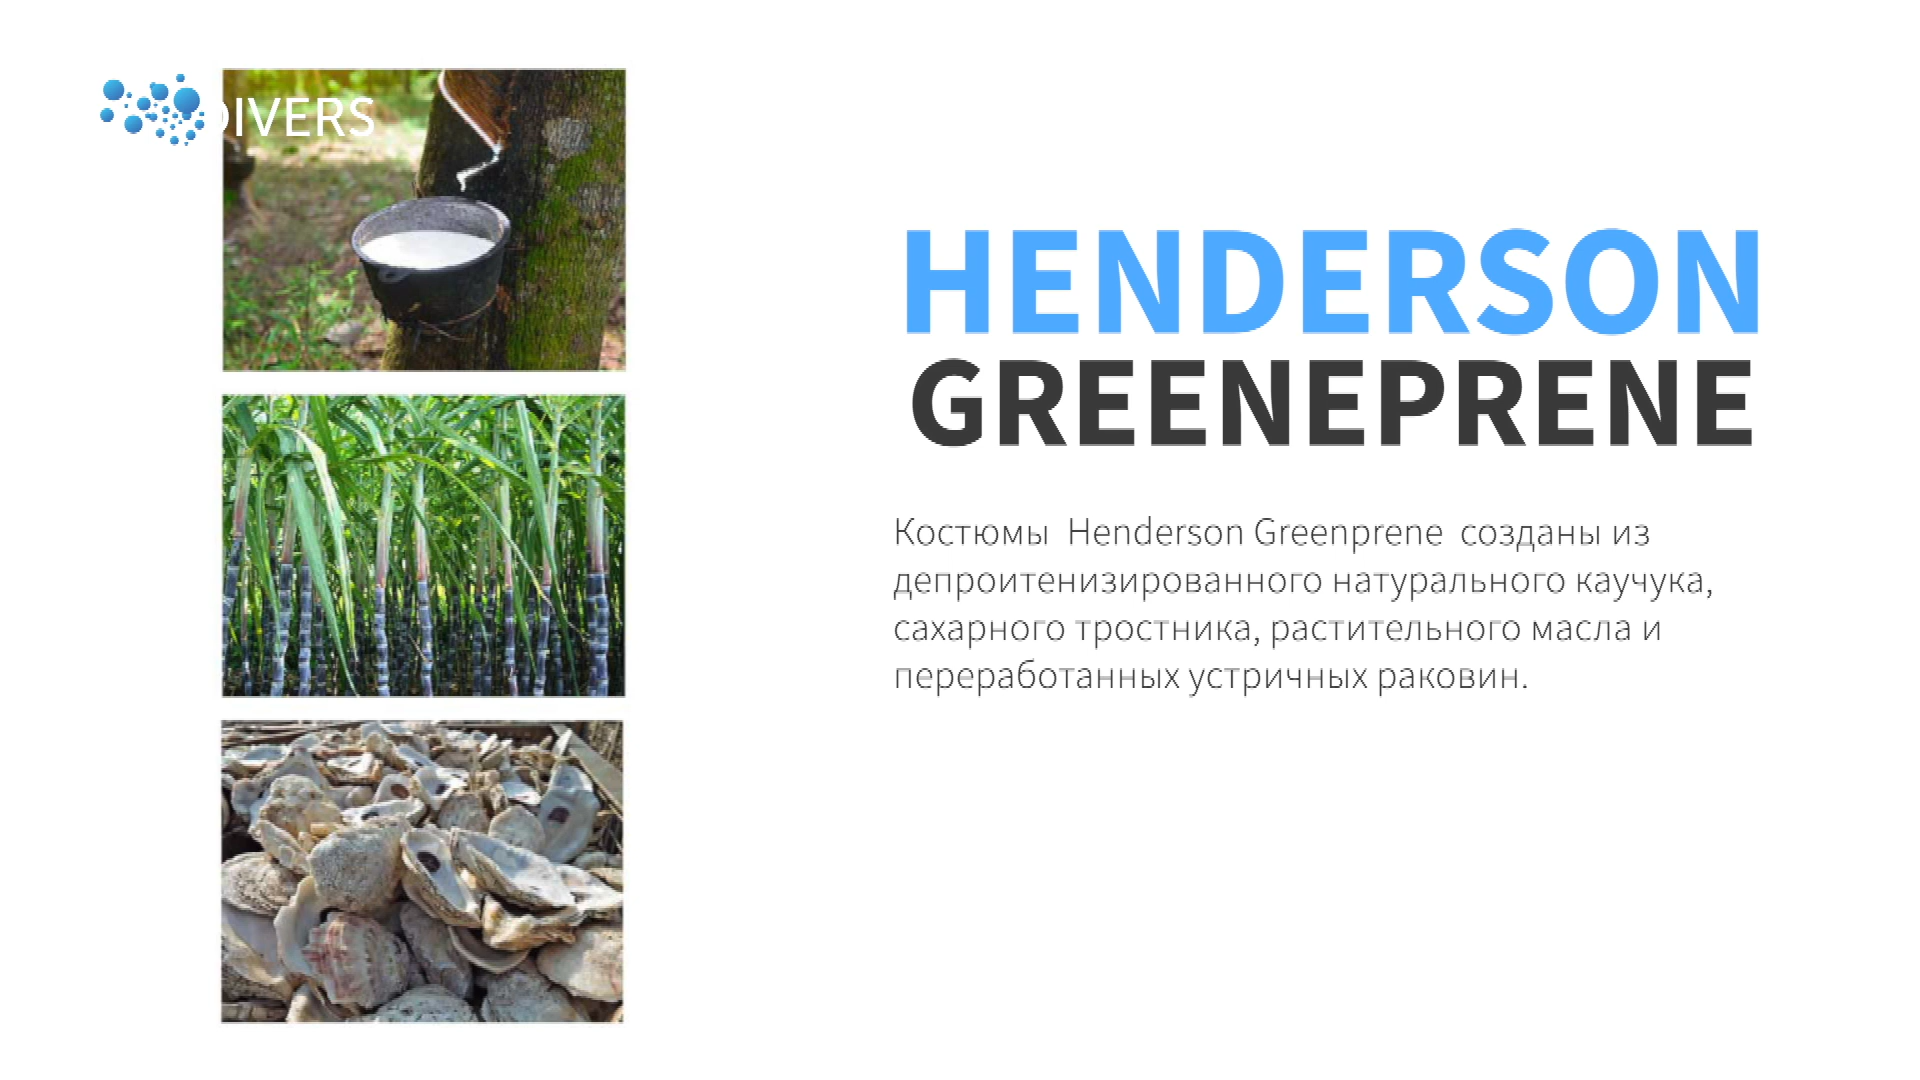 DIVERS
HENDERSON
GREENEPRENE
Костюмы Henderson Greenprene созданы из
депроитенизированного натурального каучука,
сахарного тростника, растительного масла и
переработанных устричных раковин.